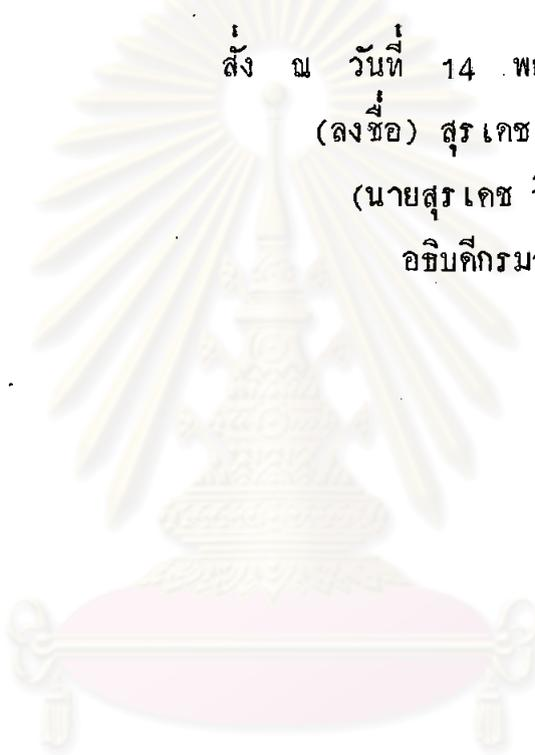 สั่ง ณ วันที่ 14
(ลงชื่อ) สุรเดช
(นายสุรเดช
อธิบดีกรม